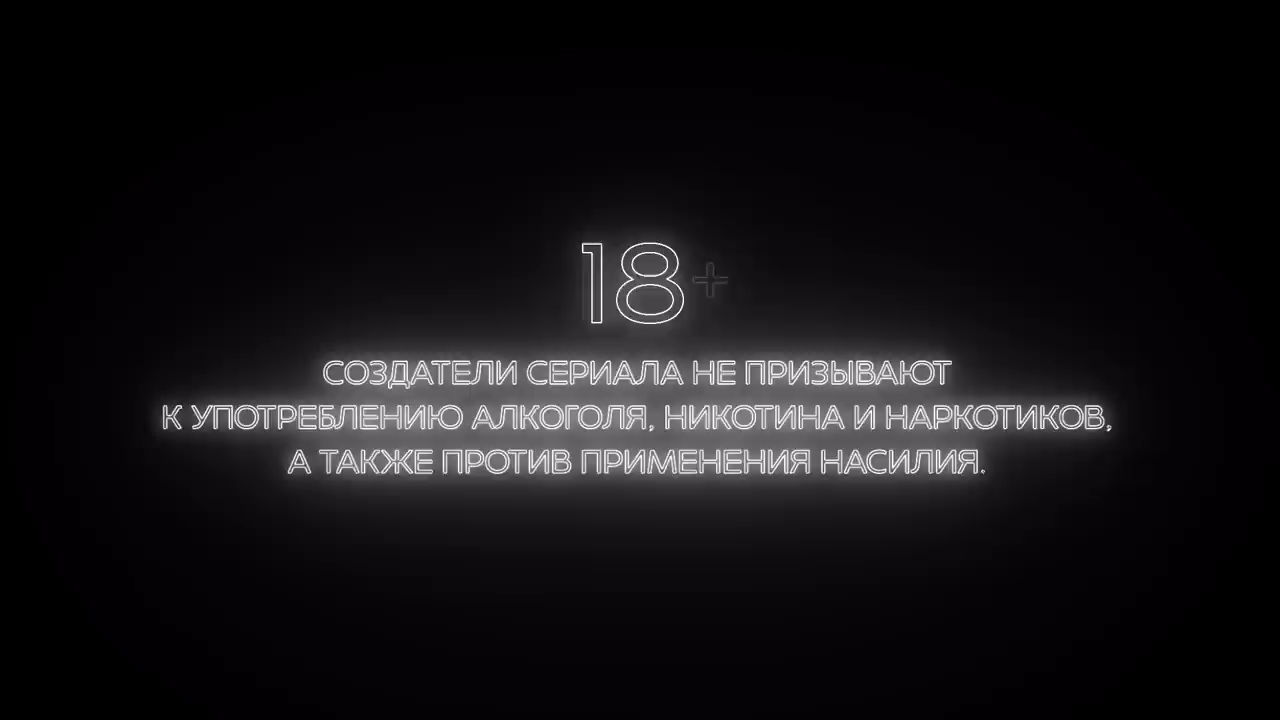 18+
СОЗДАТЕЛИ СЕРИАЛА НЕ ПРИЗЫВАЮТ
К УПОТРЕБЛЕНИЮ АЛКОГОЛЯ, НИКОТИНА И НАРКОТИКОВ,
А ТАКЖЕ ПРОТИВ ПРИМЕНЕНИЯ НАСИЛИЯ.